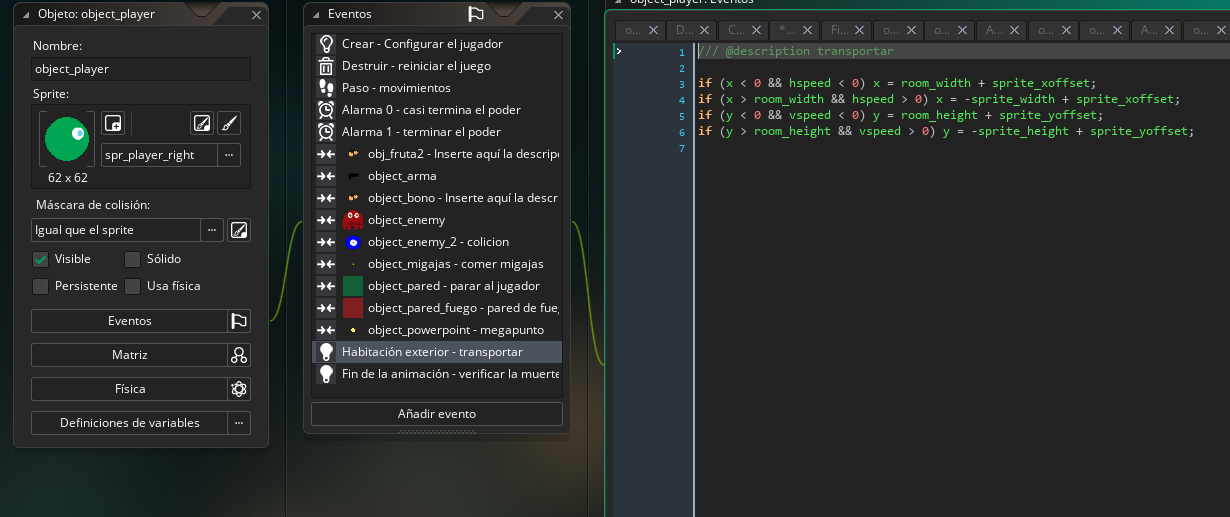 Objeto: object_player
Nombre:
object_player
Sprite:
spr_player_right
...
62 x 62
Máscara de colisión:
Igual que el sprite
...
Visible
Sólido
Persistente
Usa física
Eventos
Matriz
Física
Definiciones de variables
...
Eventos
Crear - Configurar el jugador
Destruir - reiniciar el juego
Paso - movimientos
Alarma 0 - casi termina el poder
Alarma 1 - terminar el poder
obj_fruta2 - Inserte aquí la descrip
object_arma
object_bono - Inserte aquí la descr
object_enemy
object_enemy_2 - colicion
object_migajas - comer migajas
object_pared - parar al jugador
object_pared_fuego - pared de fue
object_powerpoint - megapunto
Habitación exterior - transportar
Fin de la animación - verificar la muerte
Añadir evento
object_player: Eventos
o... D... C... *... Fi... o... o... A... o... o... A... o...
1 /// @description transportar
2
3 if (x < 0 && hspeed < 0) x = room_width + sprite_xoffset;
4 if (x > room_width && hspeed > 0) x = -sprite_width + sprite_xoffset;
5 if (y < 0 && vspeed < 0) y = room_height + sprite_yoffset;
6 if (y > room_height && vspeed > 0) y = -sprite_height + sprite_yoffset;
7